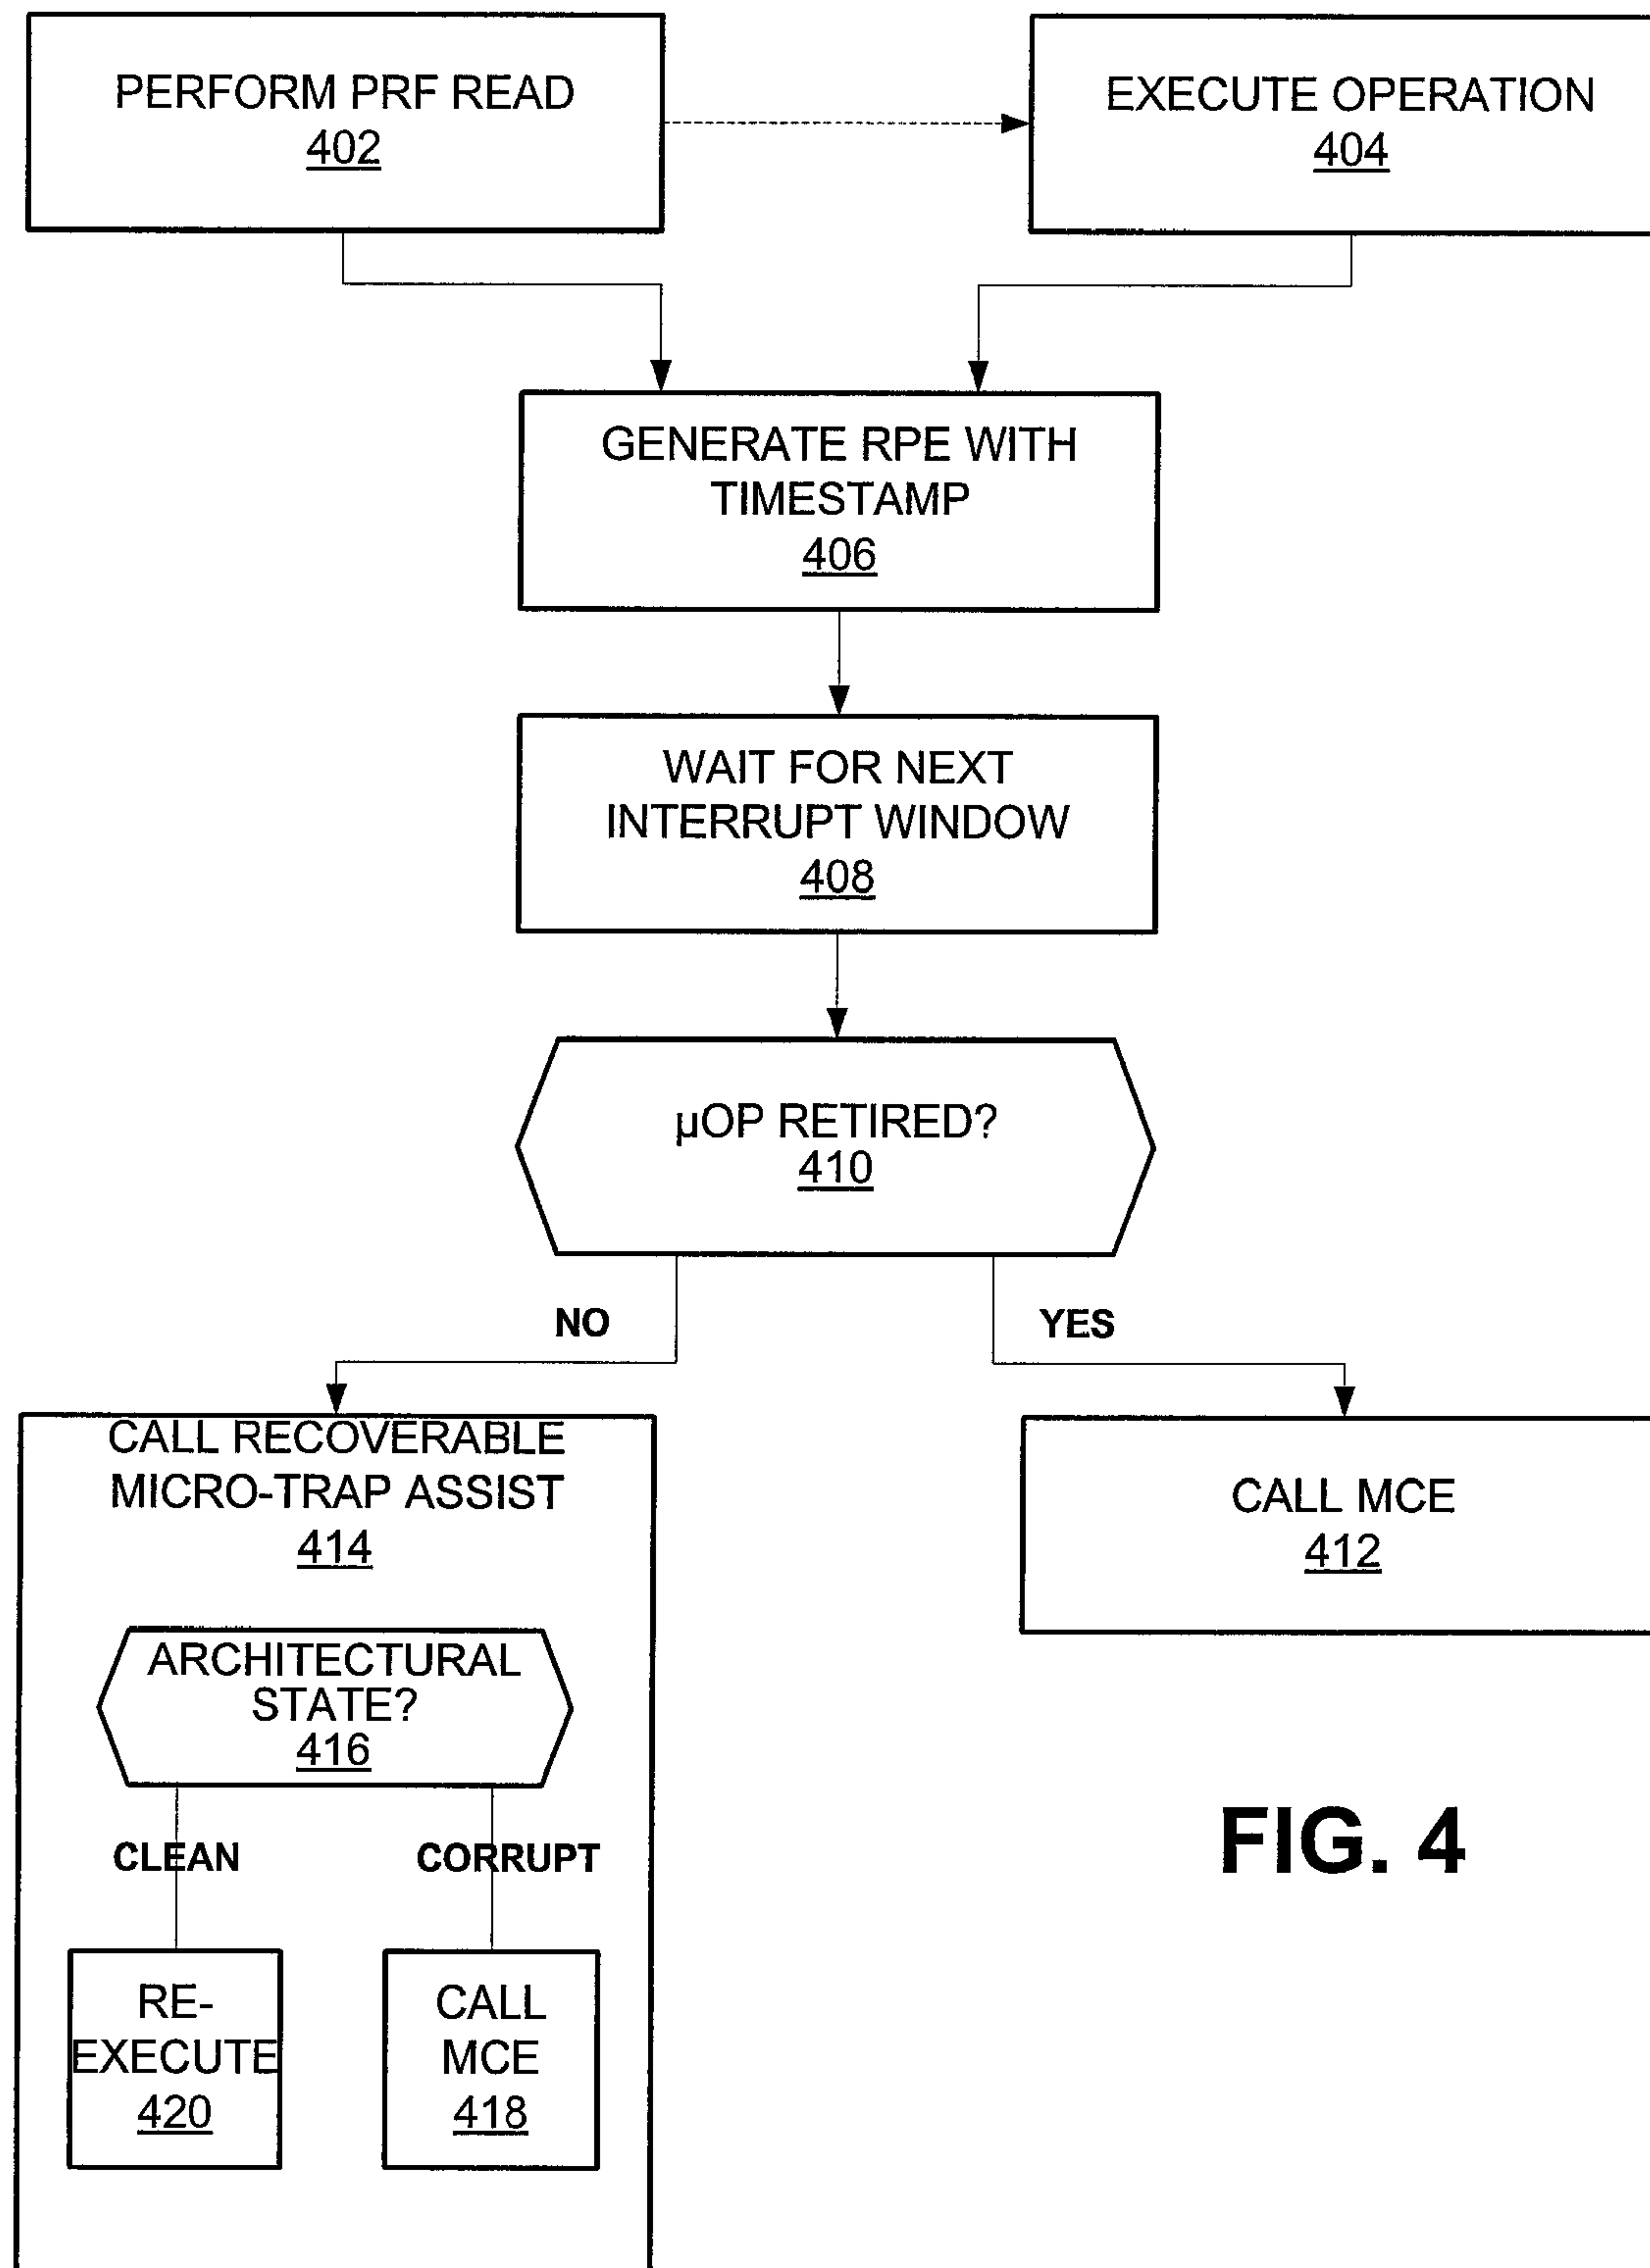 PERFORM PRF READ
402
EXECUTE OPERATION
404
GENERATE RPE WITH
TIMESTAMP
406
WAIT FOR NEXT
INTERRUPT WINDOW
408
µOP RETIRED?
410
NO
YES
CALL RECOVERABLE
MICRO-TRAP ASSIST
414
CALL MCE
412
ARCHITECTURAL
STATE?
416
CLEAN
CORRUPT
RE-
EXECUTE
420
CALL
MCE
418
FIG. 4